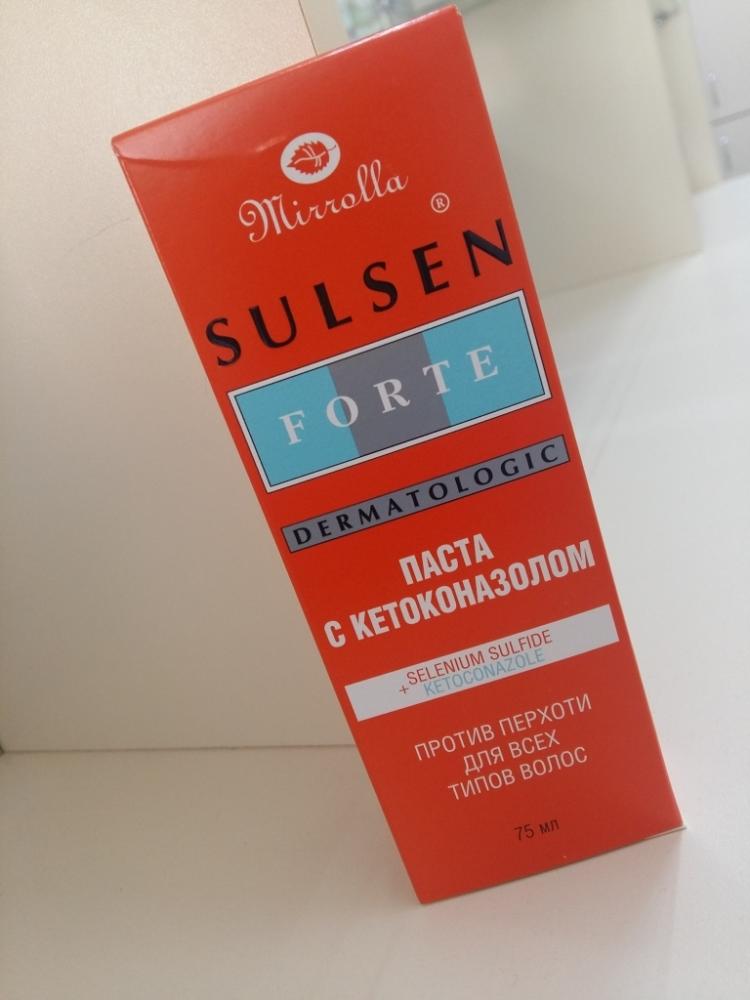 Mirrolla
®
SULSEN
FORTE
DERMATOLOGIC
ПАСТА
С КЕТОКОНАЗОЛОМ
SELENIUM SULFIDE
+ KETOCONAZOLE
ПРОТИВ ПЕРХОТИ
ДЛЯ ВСЕХ
ТИПОВ ВОЛОС
75 мл